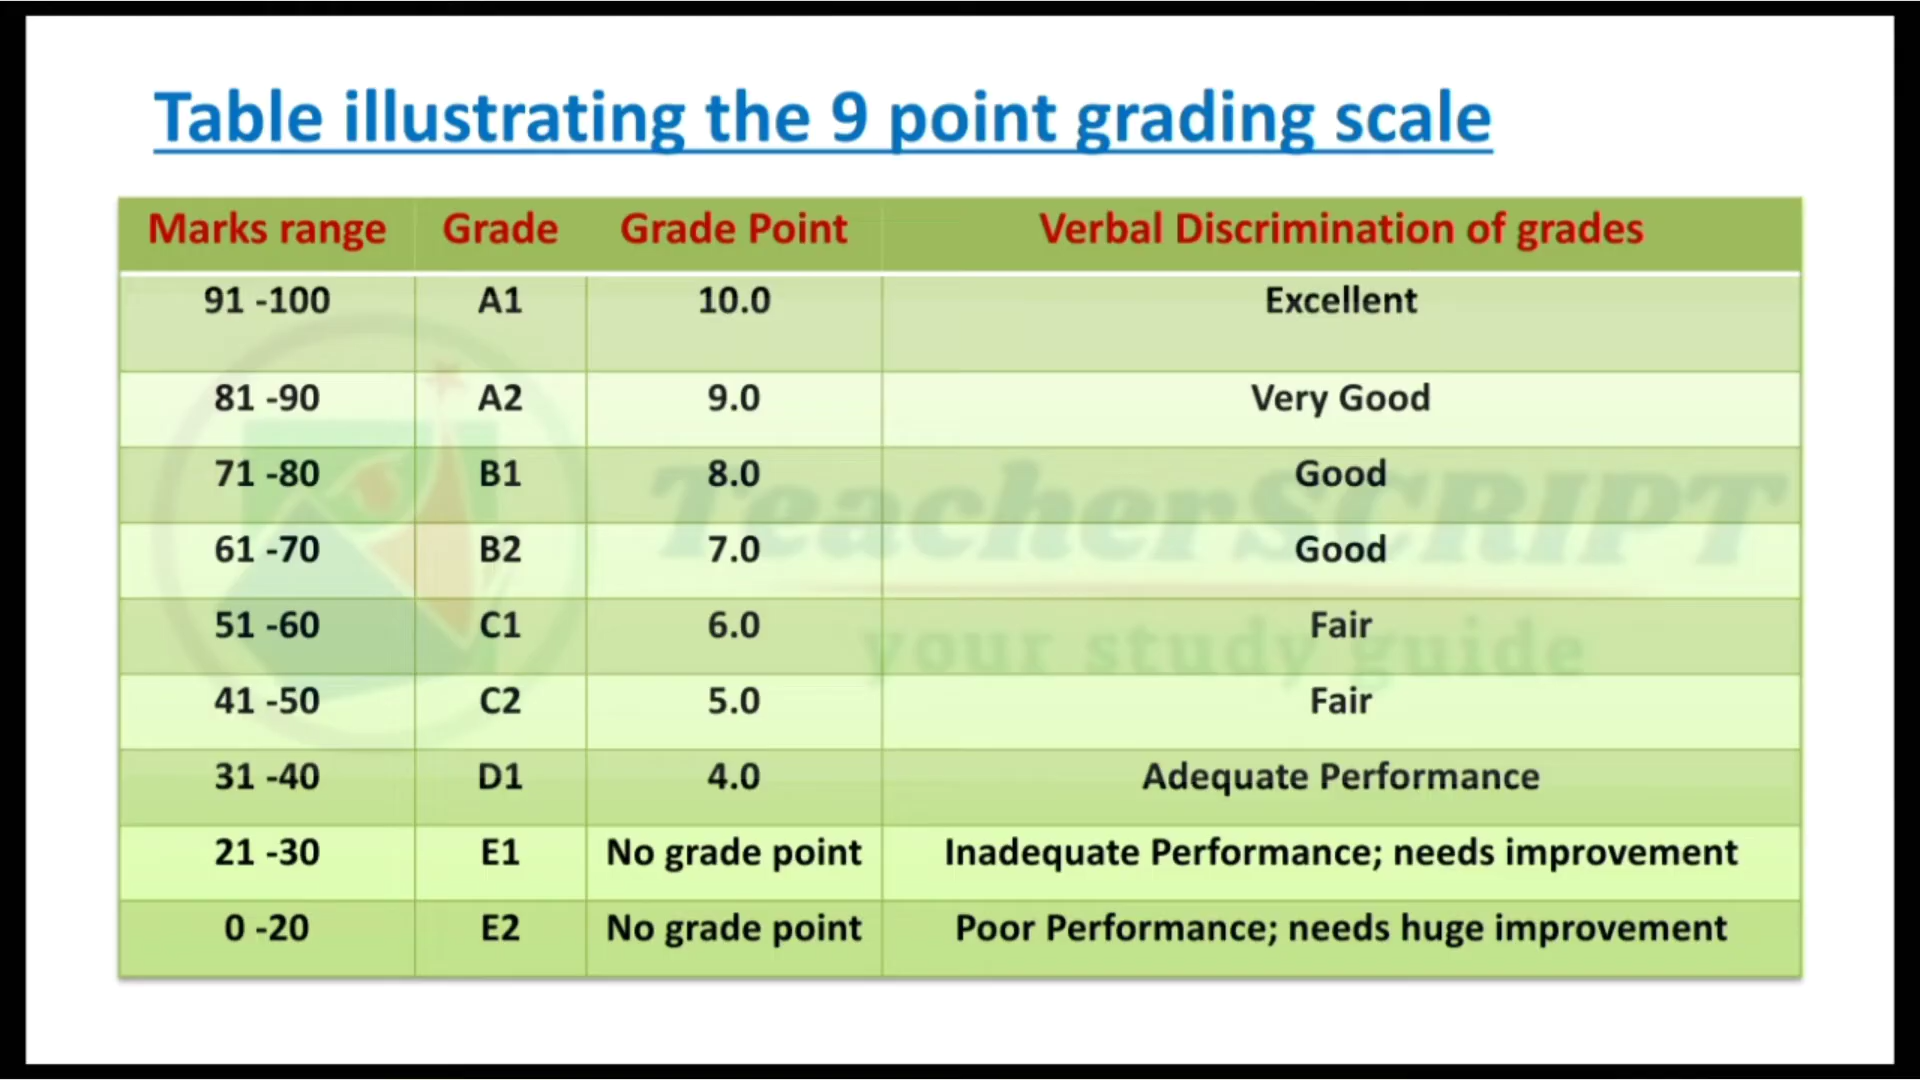 Table illustrating the 9 point grading scale
Marks range Grade Grade Point Verbal Discrimination of grades
91 -100 A1 10.0 Excellent
81 -90 A2 9.0 Very Good
71 -80 B1 8.0 Good
61 -70 B2 7.0 Good
51 -60 C1 6.0 Fair
41 -50 C2 5.0 Fair
31 -40 D1 4.0 Adequate Performance
21 -30 E1 No grade point Inadequate Performance; needs improvement
0 -20 E2 No grade point Poor Performance; needs huge improvement
TeacherSCRIPT
your study guide